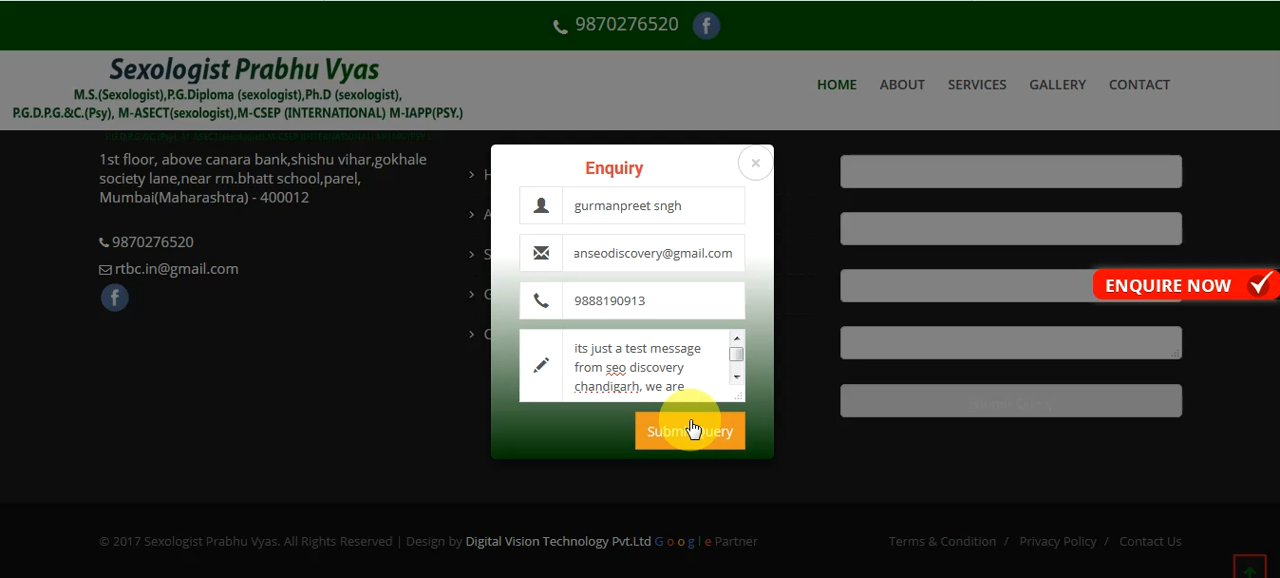 9870276520
Sexologist Prabhu Vyas
M.S.(Sexologist),P.G.Diploma (sexologist),Ph.D (sexologist),
P.G.D.P.G.&C.(Psy), M-ASECT(sexologist),M-CSEP (INTERNATIONAL) M-IAPP(PSY.)
HOME ABOUT SERVICES GALLERY CONTACT
1st floor, above canara bank,shishu vihar,gokhale
society lane,near rm.bhatt school,parel,
Mumbai(Maharashtra) - 400012
9870276520
rtbc.in@gmail.com
Enquiry
gurmanpreet sngh
anseodiscovery@gmail.com
9888190913
its just a test message
from seo discovery
chandigarh, we are
Submit Query
ENQUIRE NOW
Submit Query
© 2017 Sexologist Prabhu Vyas. All Rights Reserved | Design by Digital Vision Technology Pvt.Ltd Google Partner
Terms & Condition / Privacy Policy / Contact Us